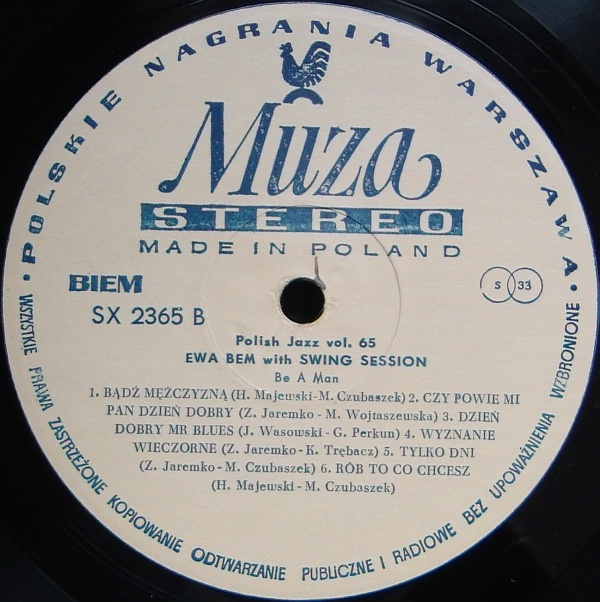 • POLSKIE NAGRANIA WARSZAWA •
Muza
STEREO
MADE IN POLAND
BIEM
S 33
SX 2365 B
Polish Jazz vol. 65
EWA BEM with SWING SESSION
Be A Man
1. BĄDŹ MĘŻCZYZNĄ (H. Majewski-M. Czubaszek) 2. CZY POWIE MI
PAN DZIEŃ DOBRY (Z. Jaremko - M. Wojtaszewska) 3. DZIEŃ
DOBRY MR BLUES (J. Wasowski - G. Perkun) 4. WYZNANIE
WIECZORNE (Z. Jaremko-K. Trębacz) 5. TYLKO DNI
(Z. Jaremko-M. Czubaszek) 6. RÓB TO CO CHCESZ
(H. Majewski - M. Czubaszek)
WSZYSTKIE PRAWA ZASTRZEŻONE KOPIOWANIE ODTWARZANIE PUBLICZNE I RADIOWE BEZ UPOWAŻNIENIA WZBRONIONE